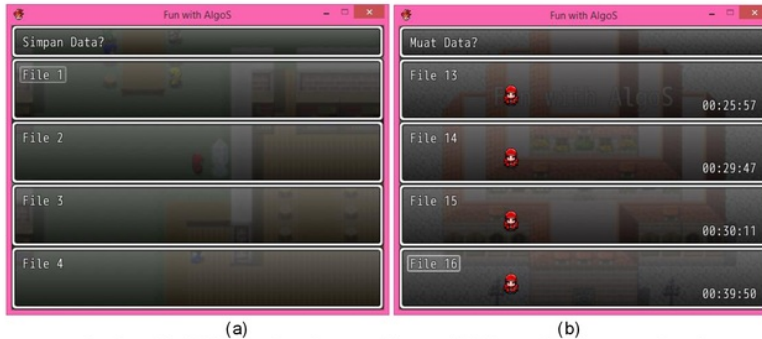 Fun with AlgoS
Simpan Data?
File 1
File 2
File 3
File 4
(a)
Fun with AlgoS
Muat Data?
File 13
00:25:57
File 14
00:29:47
File 15
00:30:11
File 16
00:39:50
(b)